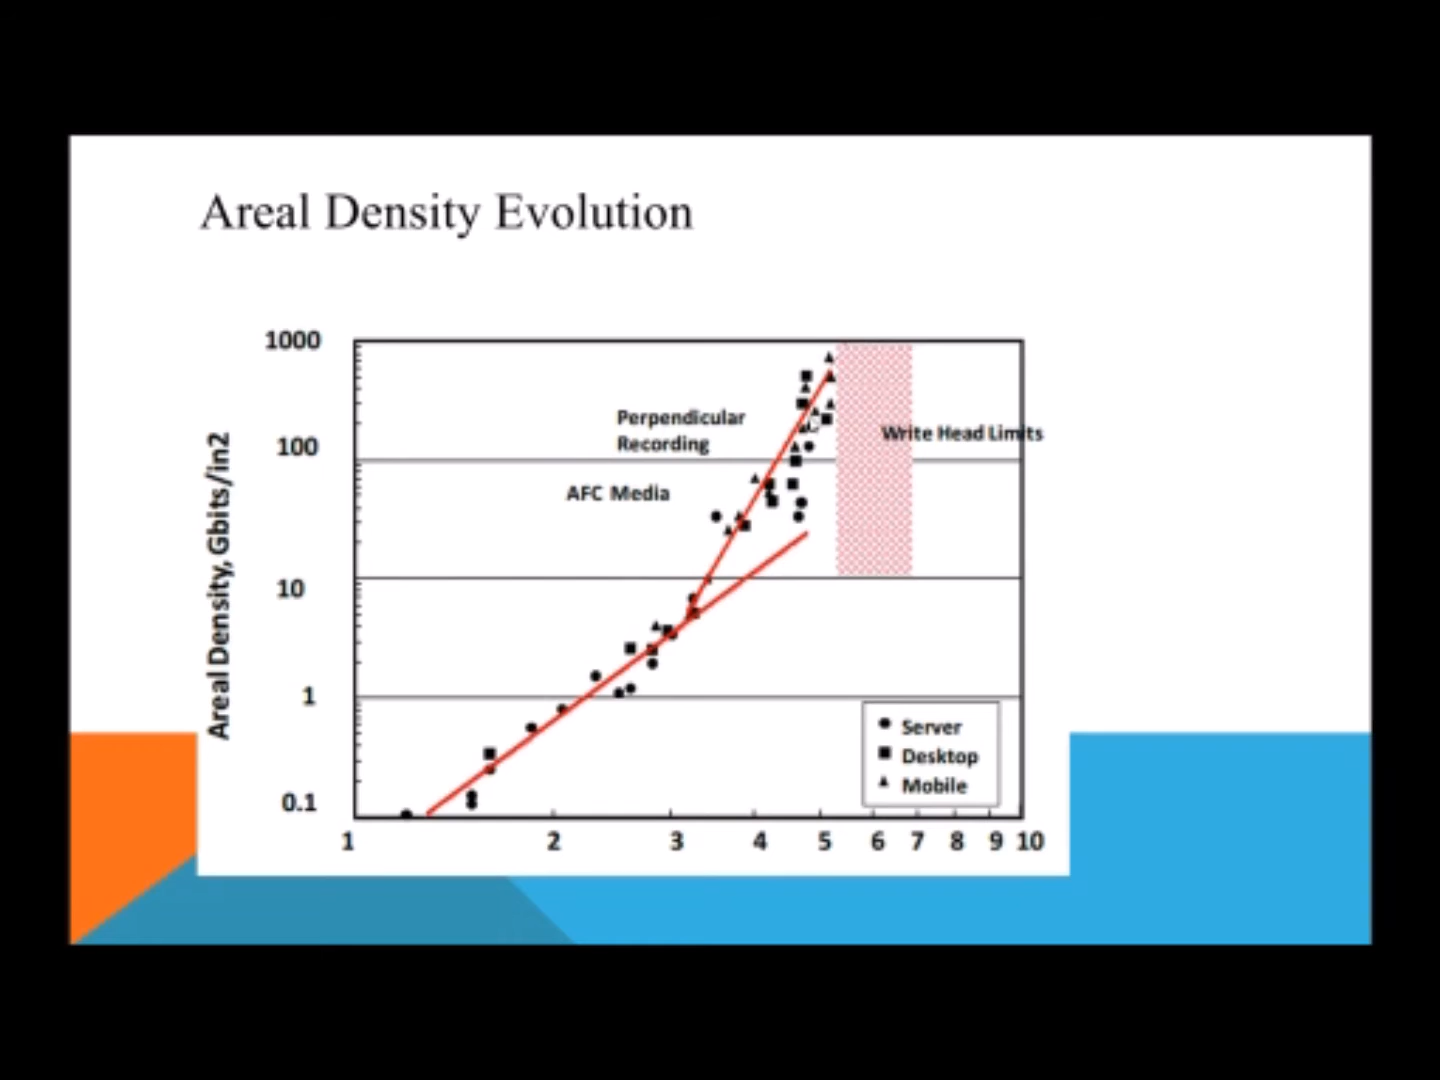 Areal Density Evolution
1000
100
10
1
0.1
Areal Density, Gbits/in2
Perpendicular
Recording
AFC Media
Write Head Limits
Server
Desktop
Mobile
1 2 3 4 5 6 7 8 9 10